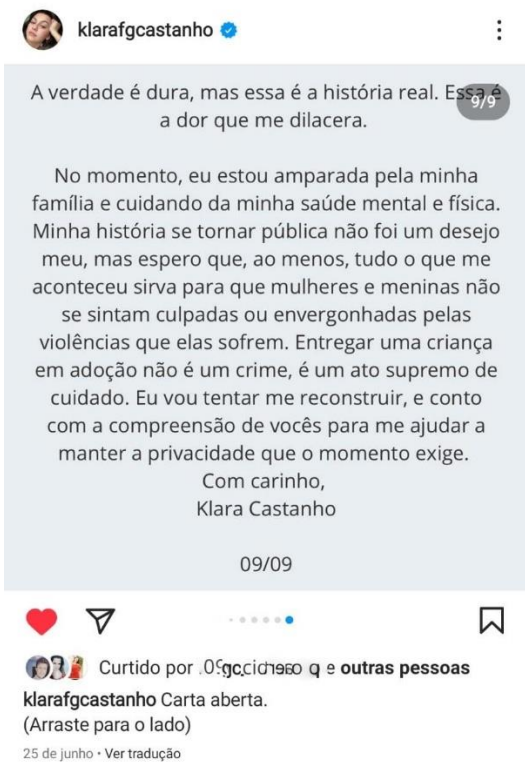 klarafgcastanho
A verdade é dura, mas essa é a história real. Essa é
9/9
a dor que me dilacera.
No momento, eu estou amparada pela minha
família e cuidando da minha saúde mental e física.
Minha história se tornar pública não foi um desejo
meu, mas espero que, ao menos, tudo o que me
aconteceu sirva para que mulheres e meninas não
se sintam culpadas ou envergonhadas pelas
violências que elas sofrem. Entregar uma criança
em adoção não é um crime, é um ato supremo de
cuidado. Eu vou tentar me reconstruir, e conto
com a compreensão de vocês para me ajudar a
manter a privacidade que o momento exige.
Com carinho,
Klara Castanho
09/09
Curtido por e outras pessoas
klarafgcastanho Carta aberta.
(Arraste para o lado)
25 de junho • Ver tradução